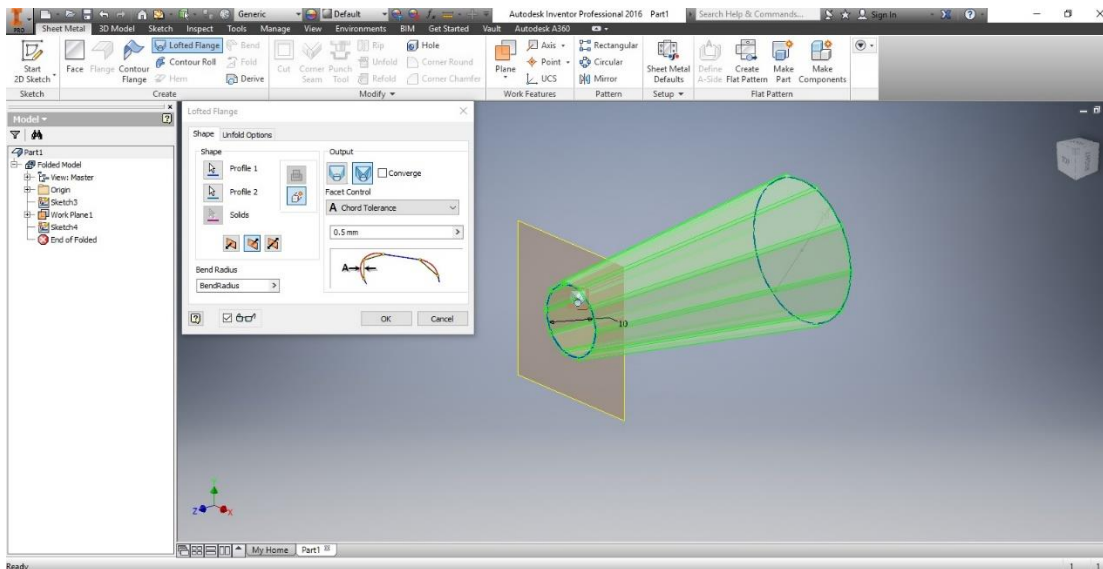 PRO
Generic
Default
Autodesk Inventor Professional 2016 Part1
Search Help & Commands...
Sign In
Sheet Metal 3D Model Sketch Inspect Tools Manage View Environments BIM Get Started Vault Autodesk A360
Start
2D Sketch
Face
Flange
Contour
Flange
Lofted Flange
Contour Roll
Hem
Bend
Fold
Derive
Cut
Corner
Seam
Punch
Tool
Rip
Unfold
Refold
Hole
Corner Round
Corner Chamfer
Plane
Axis
Point
UCS
Rectangular
Circular
Mirror
Sheet Metal
Defaults
Define
A-Side
Create
Flat Pattern
Make
Part
Make
Components
Sketch
Create
Modify
Work Features
Pattern
Setup
Flat Pattern
Model
Part1
Folded Model
View: Master
Origin
Sketch3
Work Plane1
Sketch4
End of Folded
Lofted Flange
Shape Unfold Options
Shape
Profile 1
Profile 2
Solids
Bend Radius
BendRadius
Output
Converge
Facet Control
A Chord Tolerance
0.5 mm
A
OK Cancel
10
Y
Z
X
My Home Part1
Ready
1 1